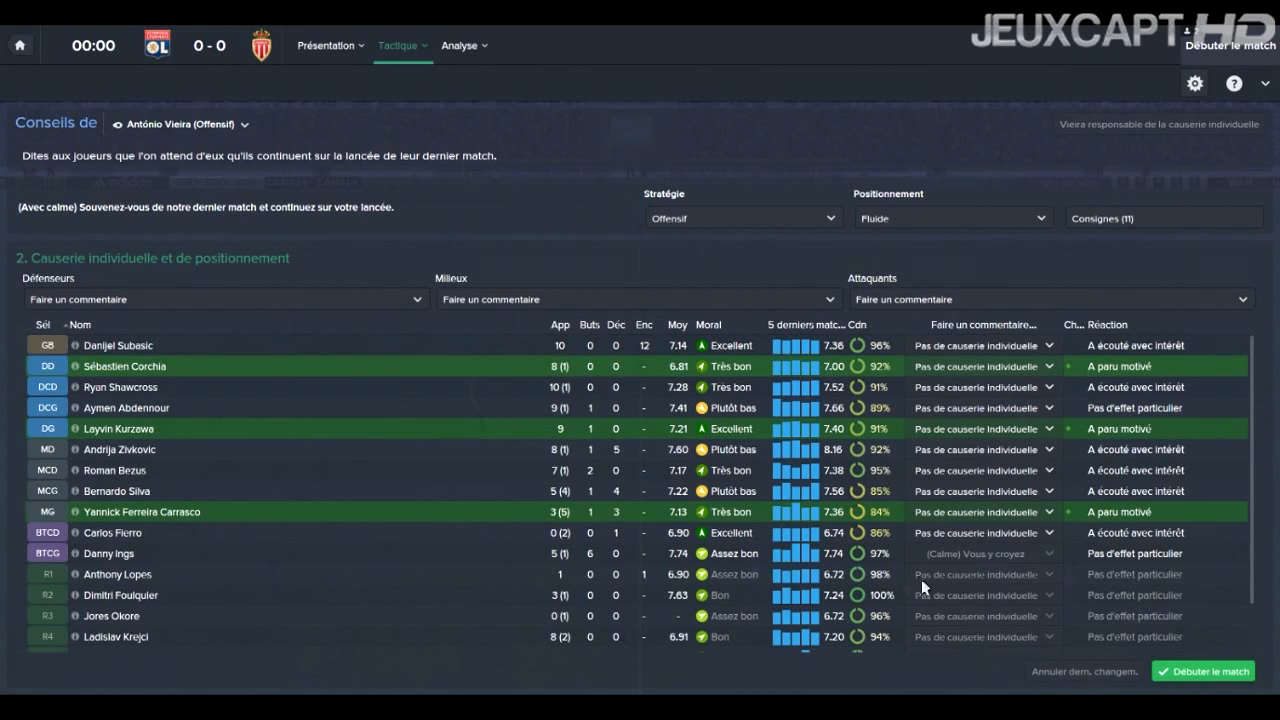 JEUXCAPT.HD
00:00 0 - 0 Présentation Tactique Analyse 2 Débuter le match
Conseils de António Vieira (Offensif) Vieira responsable de la causerie individuelle
Dites aux joueurs que l'on attend d'eux qu'ils continuent sur la lancée de leur dernier match.
Stratégie Positionnement
(Avec calme) Souvenez-vous de notre dernier match et continuez sur votre lancée.
Offensif Fluide Consignes (11)
2. Causerie individuelle et de positionnement
Défenseurs Milieux Attaquants
Faire un commentaire Faire un commentaire Faire un commentaire
Sél Nom App Buts Déc Enc Moy Moral 5 derniers matc... Cdn Faire un commentaire... Ch... Réaction
GB Danijel Subasic 10 0 0 12 7.14 Excellent 7.36 96% Pas de causerie individuelle A écouté avec intérêt
DD Sébastien Corchia 8 (1) 0 0 - 6.81 Très bon 7.00 92% Pas de causerie individuelle A paru motivé
DCD Ryan Shawcross 10 (1) 0 0 - 7.28 Très bon 7.52 91% Pas de causerie individuelle A écouté avec intérêt
DCG Aymen Abdennour 9 (1) 1 0 - 7.41 Plutôt bas 7.66 89% Pas de causerie individuelle Pas d'effet particulier
DG Layvin Kurzawa 9 1 0 - 7.21 Excellent 7.40 91% Pas de causerie individuelle A paru motivé
MD Andrija Zivkovic 8 (1) 1 5 - 7.60 Plutôt bas 8.16 92% Pas de causerie individuelle A écouté avec intérêt
MCD Roman Bezus 7 (1) 2 0 - 7.17 Très bon 7.38 95% Pas de causerie individuelle A écouté avec intérêt
MCG Bernardo Silva 5 (4) 1 4 - 7.22 Plutôt bas 7.56 85% Pas de causerie individuelle A écouté avec intérêt
MG Yannick Ferreira Carrasco 3 (5) 1 3 - 7.13 Très bon 7.36 84% Pas de causerie individuelle A paru motivé
BTCD Carlos Fierro 0 (2) 0 1 - 6.90 Excellent 6.74 86% Pas de causerie individuelle A écouté avec intérêt
BTCG Danny Ings 5 (1) 6 0 - 7.74 Assez bon 7.74 97% (Calme) Vous y croyez Pas d'effet particulier
R1 Anthony Lopes 1 0 0 1 6.90 Assez bon 6.72 98% Pas de causerie individuelle Pas d'effet particulier
R2 Dimitri Foulquier 3 (1) 0 0 - 7.63 Bon 7.24 100% Pas de causerie individuelle Pas d'effet particulier
R3 Jores Okore 0 (1) 0 0 - - Assez bon 6.72 96% Pas de causerie individuelle Pas d'effet particulier
R4 Ladislav Krejci 8 (2) 0 0 - 6.91 Bon 7.20 94% Pas de causerie individuelle Pas d'effet particulier
Annuler dern. changem. Débuter le match